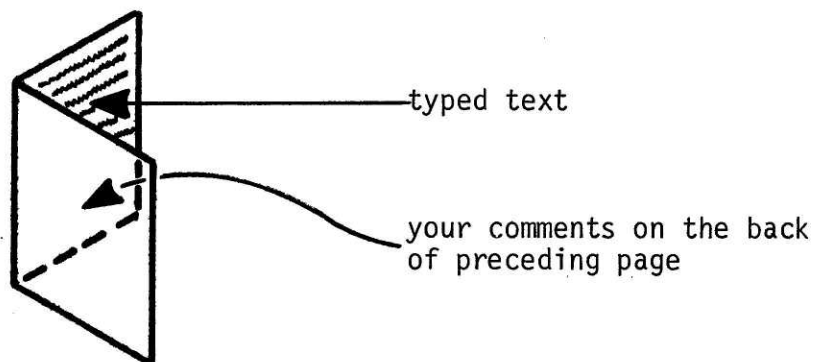 typed text
your comments on the back
of preceding page